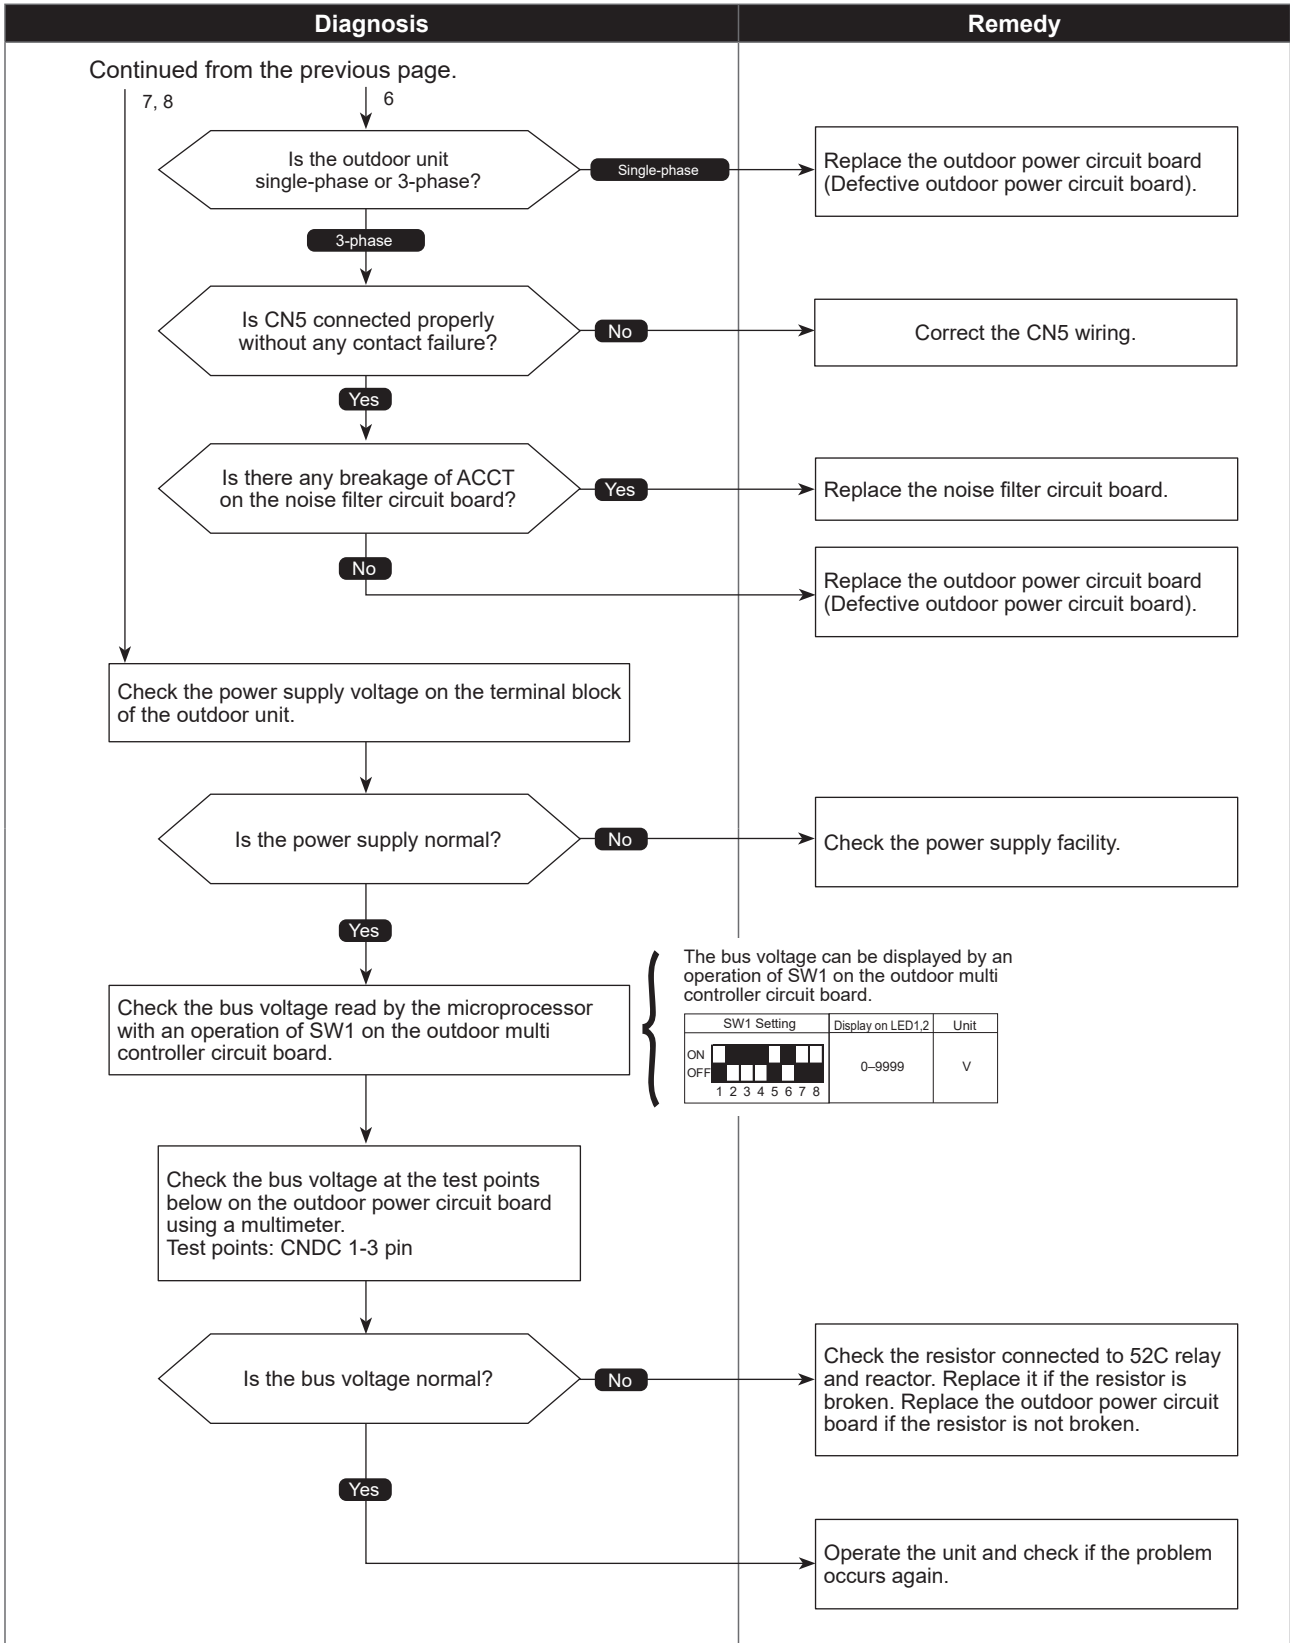 Diagnosis
Remedy
Continued from the previous page.
7, 8
6
Is the outdoor unit
single-phase or 3-phase?
Single-phase
Replace the outdoor power circuit board
(Defective outdoor power circuit board).
3-phase
Is CN5 connected properly
without any contact failure?
No
Correct the CN5 wiring.
Yes
Is there any breakage of ACCT
on the noise filter circuit board?
Yes
Replace the noise filter circuit board.
No
Replace the outdoor power circuit board
(Defective outdoor power circuit board).
Check the power supply voltage on the terminal block
of the outdoor unit.
Is the power supply normal?
No
Check the power supply facility.
Yes
Check the bus voltage read by the microprocessor
with an operation of SW1 on the outdoor multi
controller circuit board.
The bus voltage can be displayed by an
operation of SW1 on the outdoor multi
controller circuit board.
SW1 Setting
Display on LED1,2
Unit
ON
OFF
1 2 3 4 5 6 7 8
0–9999
V
Check the bus voltage at the test points
below on the outdoor power circuit board
using a multimeter.
Test points: CNDC 1-3 pin
Is the bus voltage normal?
No
Check the resistor connected to 52C relay
and reactor. Replace it if the resistor is
broken. Replace the outdoor power circuit
board if the resistor is not broken.
Yes
Operate the unit and check if the problem
occurs again.